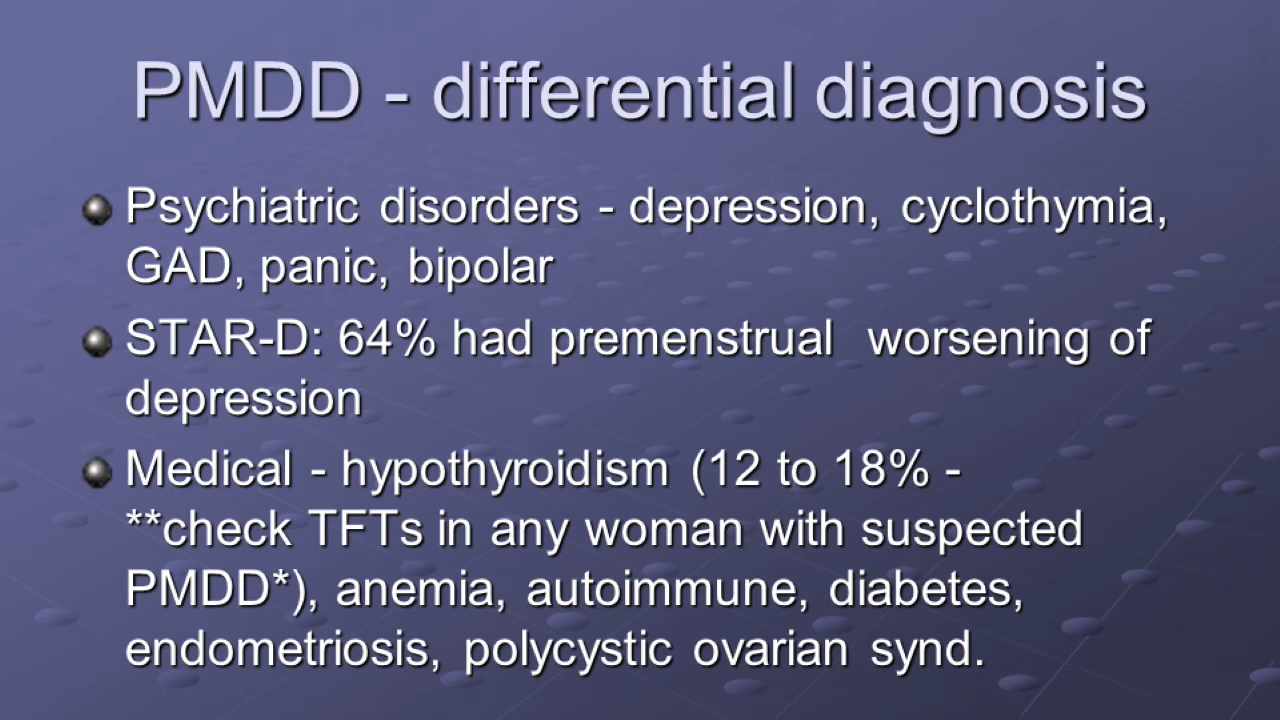 PMDD - differential diagnosis
Psychiatric disorders - depression, cyclothymia,
GAD, panic, bipolar
STAR-D: 64% had premenstrual worsening of
depression
Medical - hypothyroidism (12 to 18% -
**check TFTs in any woman with suspected
PMDD*), anemia, autoimmune, diabetes,
endometriosis, polycystic ovarian synd.